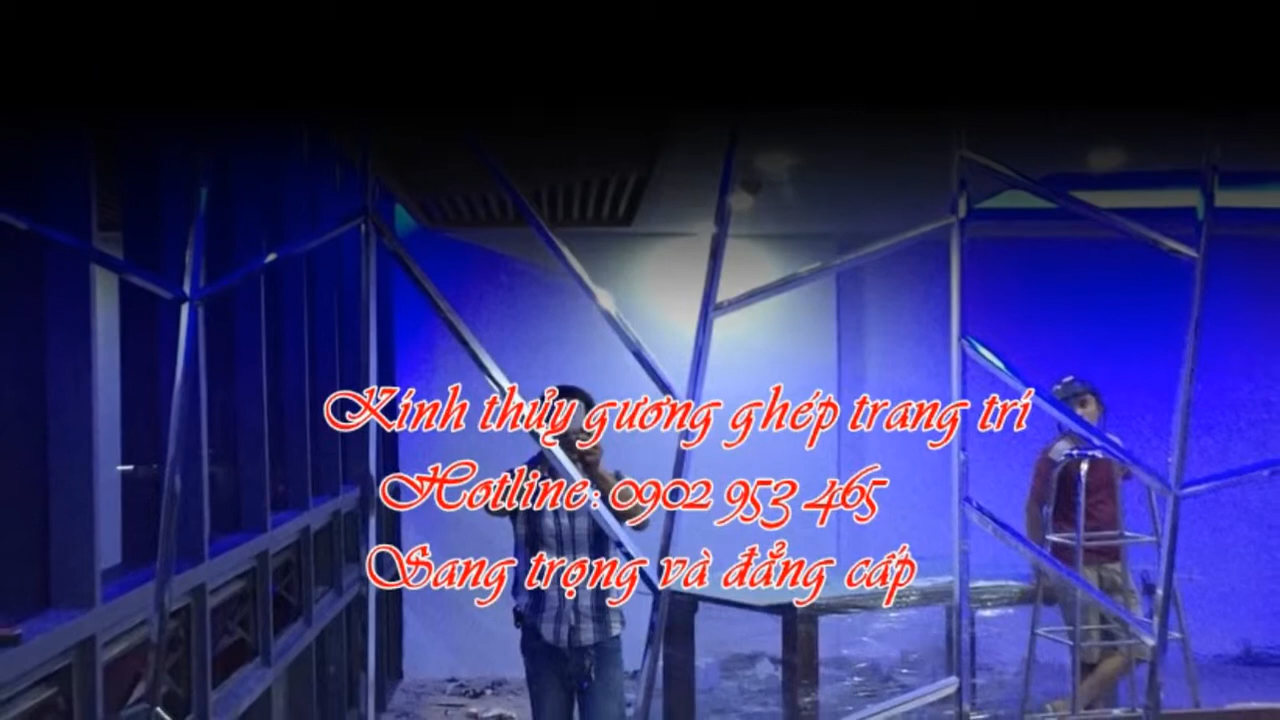 Kính thủy gương ghép trang trí
Hotline: 0902 953 465
Sang trọng và đẳng cấp